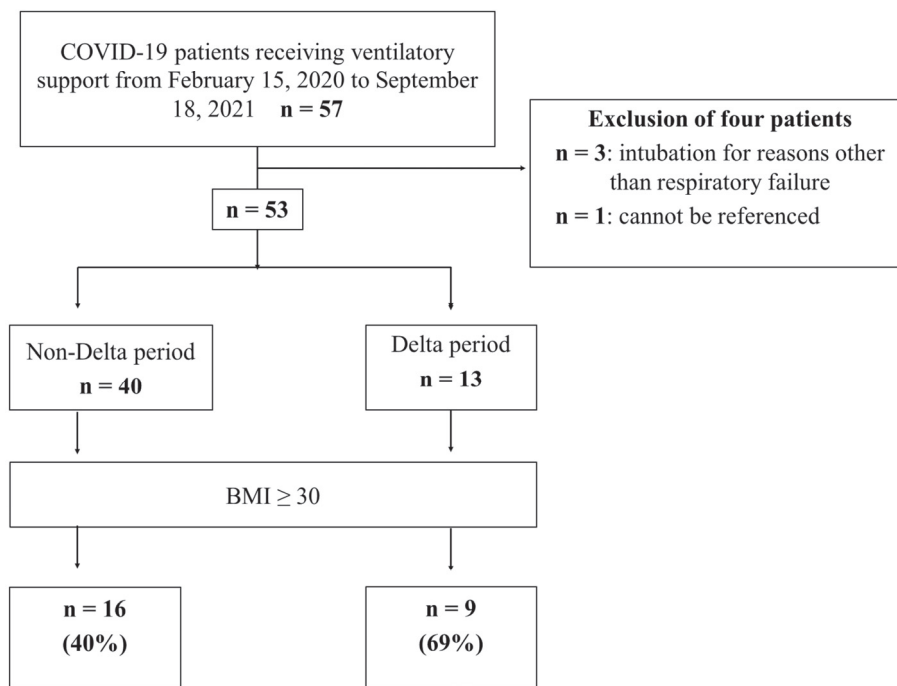 COVID-19 patients receiving ventilatory
support from February 15, 2020 to September
18, 2021 n = 57
Exclusion of four patients
n = 3: intubation for reasons other
than respiratory failure
n = 1: cannot be referenced
n = 53
Non-Delta period
n = 40
Delta period
n = 13
BMI ≥ 30
n = 16
(40%)
n = 9
(69%)